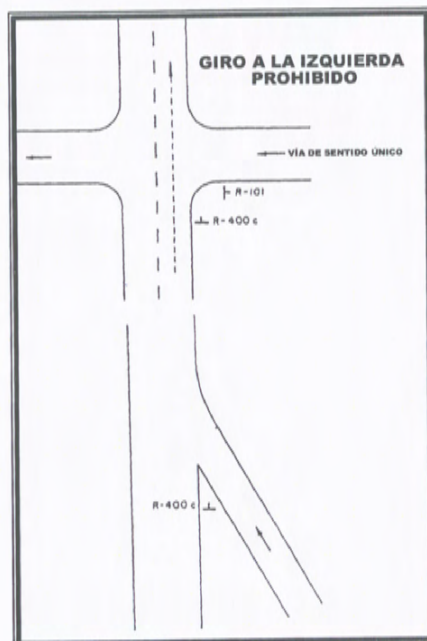 GIRO A LA IZQUIERDA
PROHIBIDO
VÍA DE SENTIDO ÚNICO
R-101
R-400 c
R-400 c